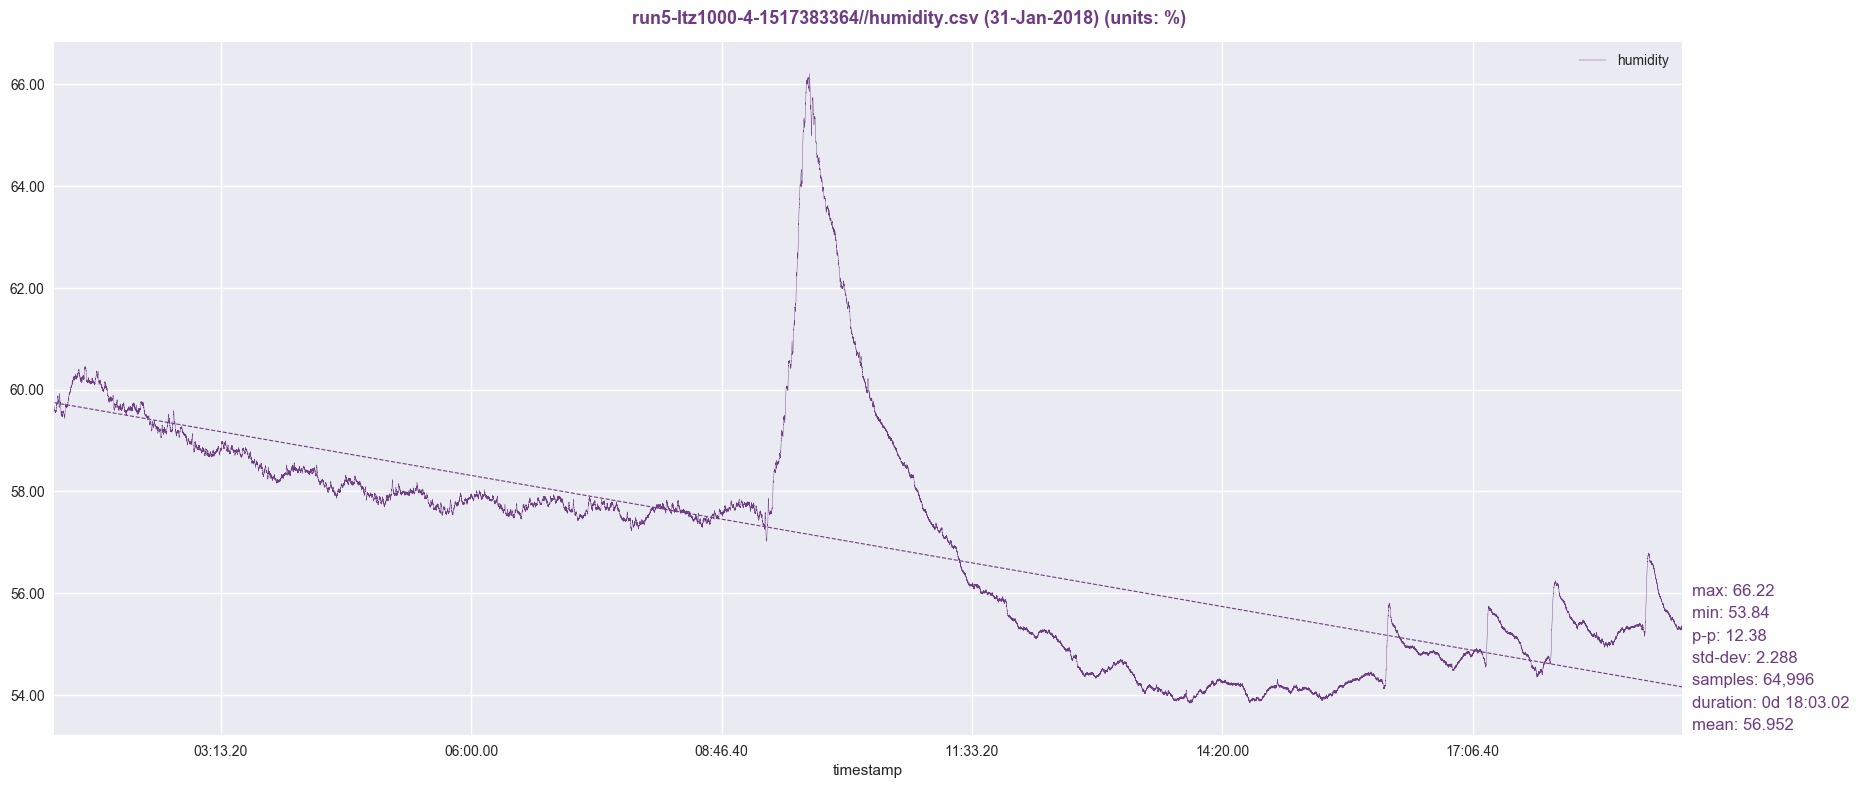 run5-ltz1000-4-1517383364//humidity.csv (31-Jan-2018) (units: %)
humidity
66.00
64.00
62.00
60.00
58.00
56.00
54.00
max: 66.22
min: 53.84
p-p: 12.38
std-dev: 2.288
samples: 64,996
duration: 0d 18:03.02
mean: 56.952
03:13.20 06:00.00 08:46.40 11:33.20 14:20.00 17:06.40
timestamp